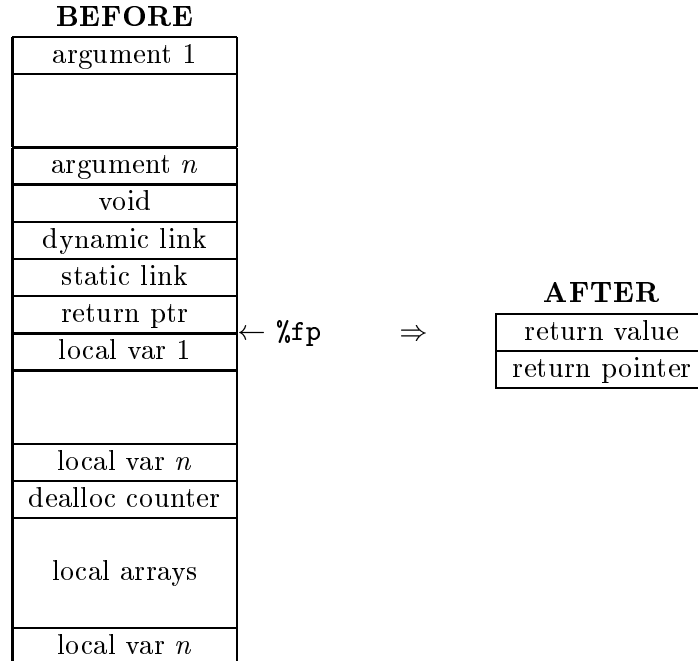 BEFORE
argument 1
argument n
void
dynamic link
static link
return ptr
← %fp
⇒
local var 1
local var n
dealloc counter
local arrays
local var n
AFTER
return value
return pointer